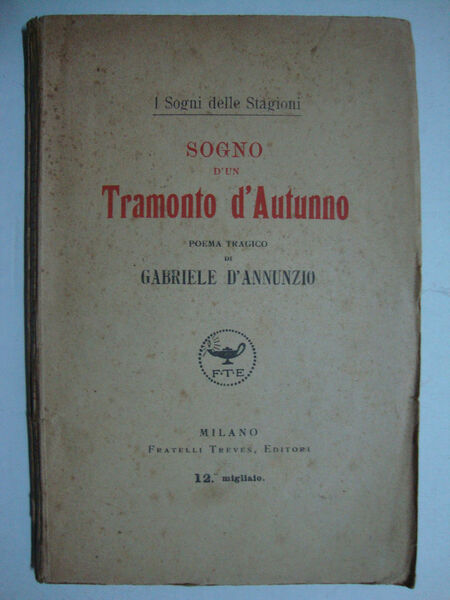 I Sogni delle Stagioni
SOGNO
D'UN
Tramonto d'Autunno
POEMA TRAGICO
DI
GABRIELE D'ANNUNZIO
F·T·E
MILANO
FRATELLI TREVES, EDITORI
12.° migliaio.